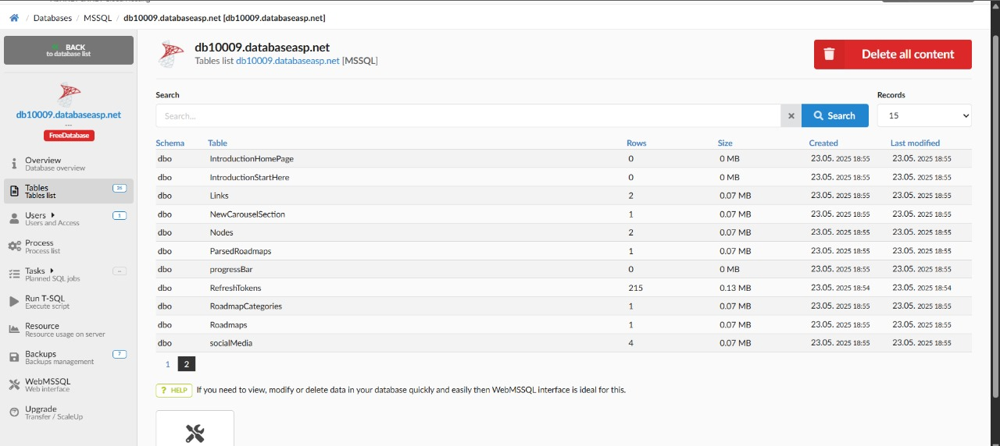 Databases / MSSQL / db10009.databaseasp.net [db10009.databaseasp.net]
BACK
to database list
db10009.databaseasp.net
---
FreeDatabase
Overview
Database overview
Tables 26
Tables list
Users 1
Users and Access
Process
Process list
Tasks --
Planned SQL jobs
Run T-SQL
Execute script
Resource
Resource usage on server
Backups 7
Backups management
WebMSSQL
Web interface
Upgrade
Transfer / ScaleUp
db10009.databaseasp.net
Tables list db10009.databaseasp.net [MSSQL]
Delete all content
Search Records
Search... × Search 15
Schema Table Rows Size Created Last modified
dbo IntroductionHomePage 0 0 MB 23.05. 2025 18:55 23.05. 2025 18:55
dbo IntroductionStartHere 0 0 MB 23.05. 2025 18:55 23.05. 2025 18:55
dbo Links 2 0.07 MB 23.05. 2025 18:55 23.05. 2025 18:55
dbo NewCarouselSection 1 0.07 MB 23.05. 2025 18:55 23.05. 2025 18:55
dbo Nodes 2 0.07 MB 23.05. 2025 18:55 23.05. 2025 18:55
dbo ParsedRoadmaps 1 0.07 MB 23.05. 2025 18:55 23.05. 2025 18:55
dbo progressBar 0 0 MB 23.05. 2025 18:55 23.05. 2025 18:55
dbo RefreshTokens 215 0.13 MB 23.05. 2025 18:54 23.05. 2025 18:54
dbo RoadmapCategories 1 0.07 MB 23.05. 2025 18:55 23.05. 2025 18:55
dbo Roadmaps 1 0.07 MB 23.05. 2025 18:55 23.05. 2025 18:55
dbo socialMedia 4 0.07 MB 23.05. 2025 18:55 23.05. 2025 18:55
1 2
? HELP If you need to view, modify or delete data in your database quickly and easily then WebMSSQL interface is ideal for this.